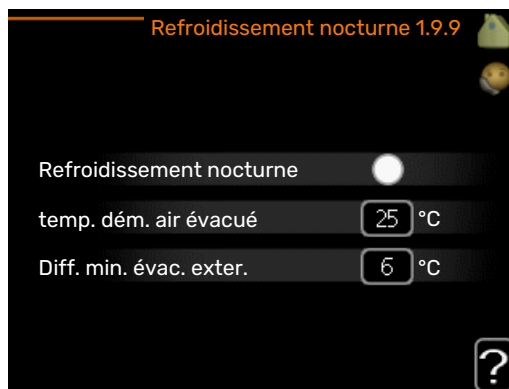 Refroidissement nocturne 1.9.9
Refroidissement nocturne
temp. dém. air évacué 25 °C
Diff. min. évac. exter. 6 °C
?